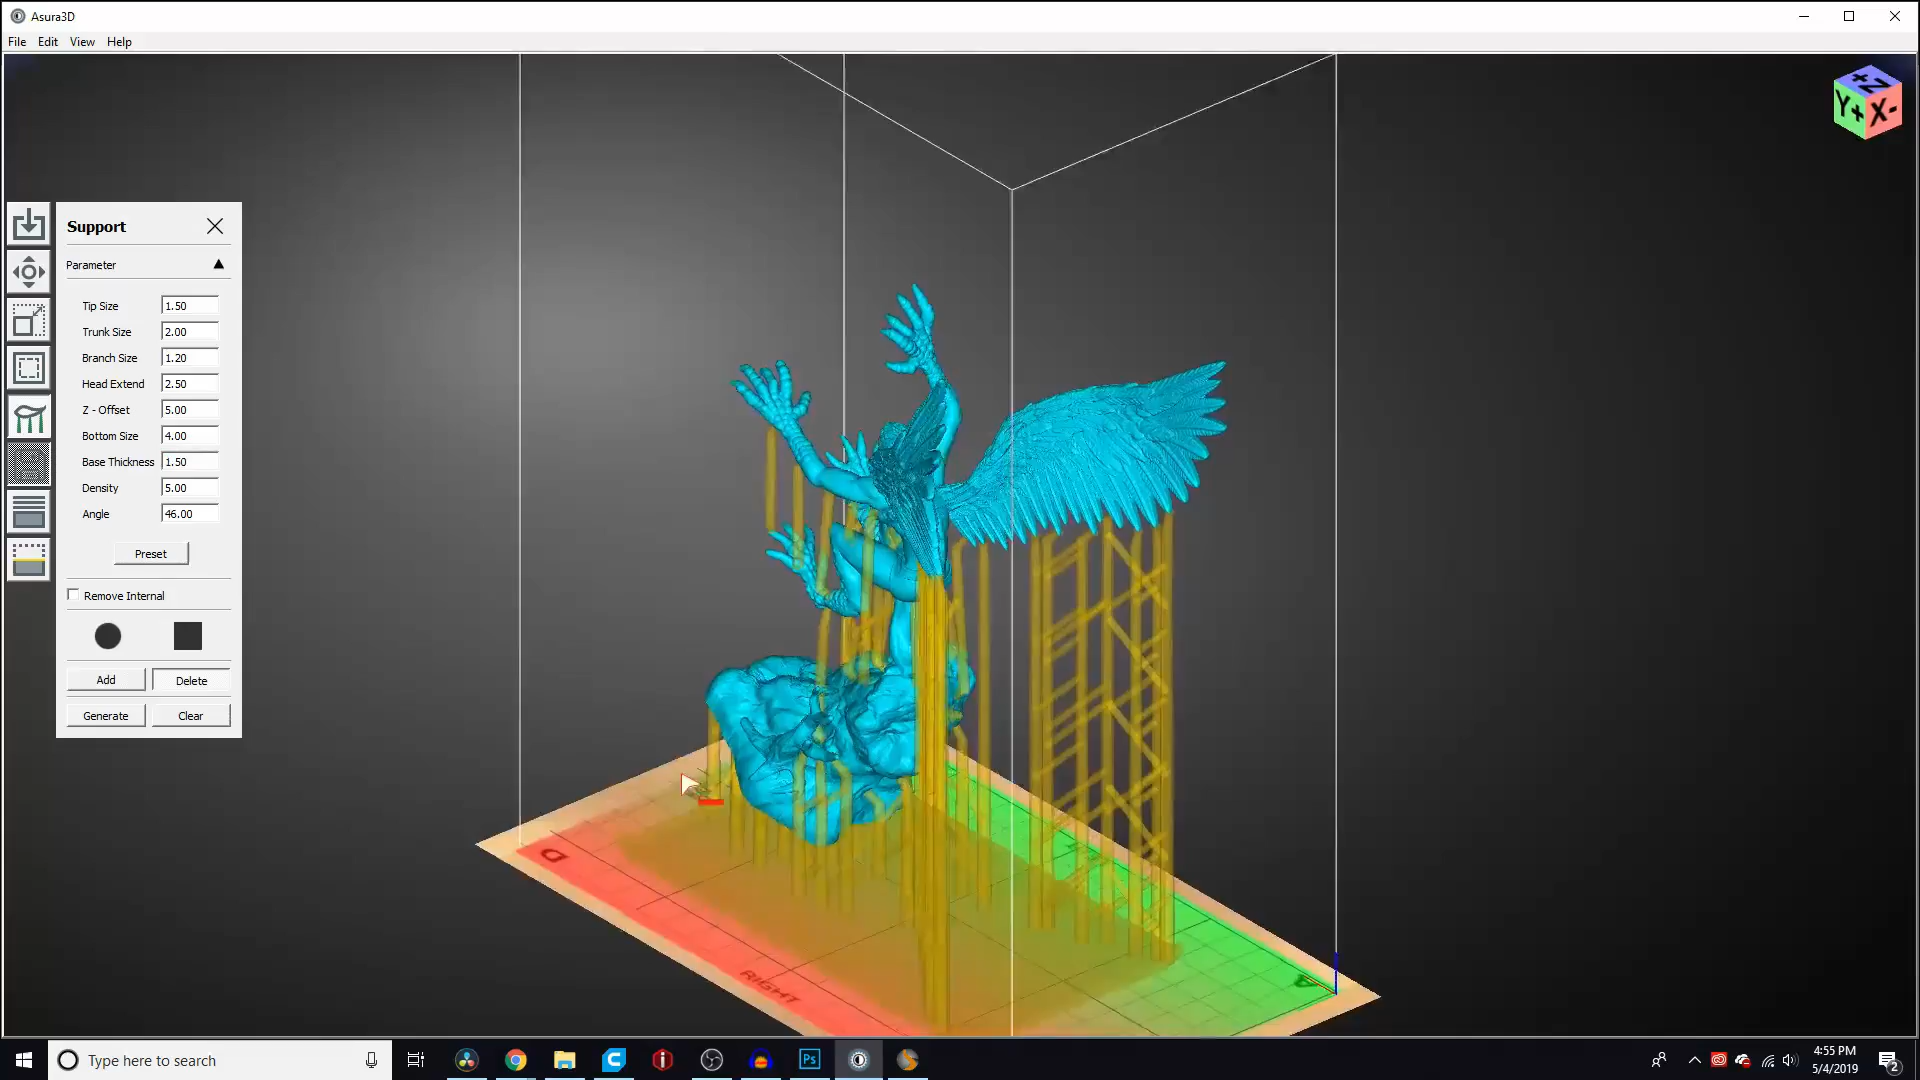 Asura3D
File Edit View Help
+Z
Y+ X-
Support
Parameter
Tip Size 1.50
Trunk Size 2.00
Branch Size 1.20
Head Extend 2.50
Z - Offset 5.00
Bottom Size 4.00
Base Thickness 1.50
Density 5.00
Angle 46.00
Preset
Remove Internal
Add Delete
Generate Clear
D
RIGHT
A
Type here to search
Ps
4:55 PM
5/4/2019
2